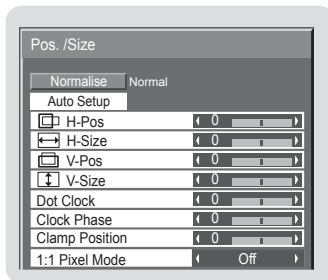 Pos. /Size
Normalise Normal
Auto Setup
H-Pos 0
H-Size 0
V-Pos 0
V-Size 0
Dot Clock 0
Clock Phase 0
Clamp Position 0
1:1 Pixel Mode Off